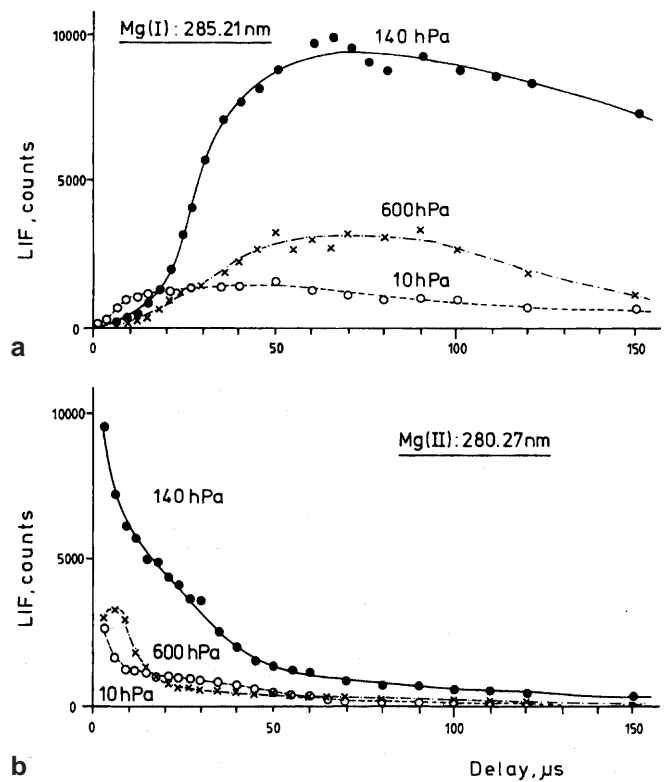 Mg(I): 285.21nm
10000
5000
0
LIF, counts
140 hPa
600hPa
10 hPa
0 50 100 150
a
Mg(II): 280.27nm
10000
5000
0
LIF, counts
140 hPa
600 hPa
10 hPa
0 50 100 150
Delay, µs
b